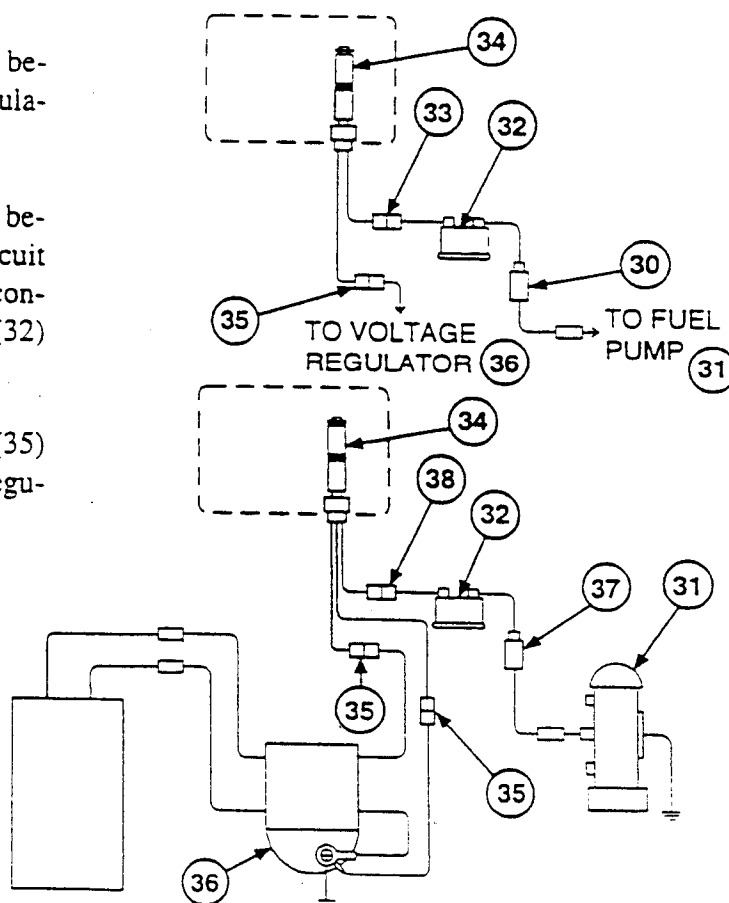 be-
ula-
be-
cuit
con-
(32)
(35)
egu-
34
33
32
30
35
TO VOLTAGE
REGULATOR 36
TO FUEL
PUMP 31
34
38
32
37
31
35
35
36